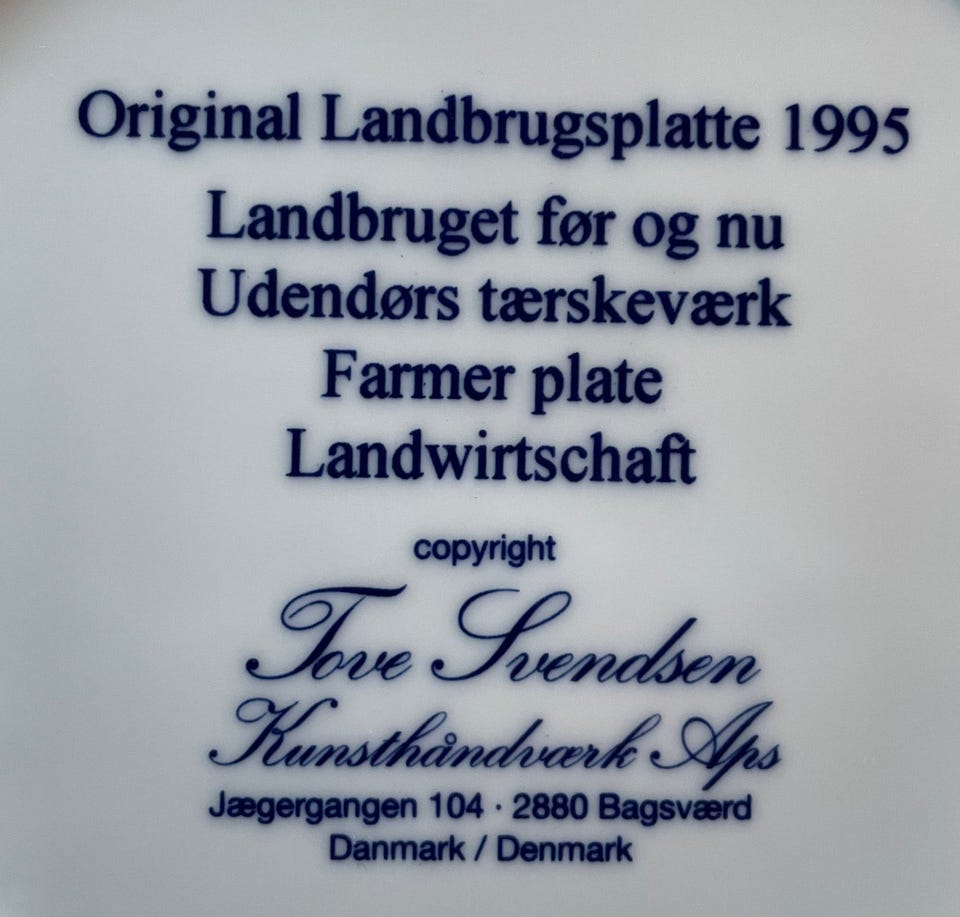 Original Landbrugsplatte 1995
Landbruget før og nu
Udendørs tærskeværk
Farmer plate
Landwirtschaft
copyright
Tove Svendsen
Kunsthåndværk Aps
Jægergangen 104 · 2880 Bagsværd
Danmark / Denmark